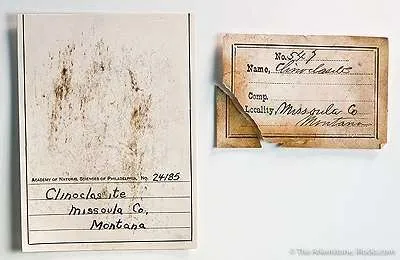 ACADEMY OF NATURAL SCIENCES OF PHILADELPHIA, No. 24185
Clinoclasite
Missoula Co,
Montana
No. 547
Name, Clinoclasite
Comp.
Locality Missoula Co
Montana
© The Arkenstone, iRocks.com